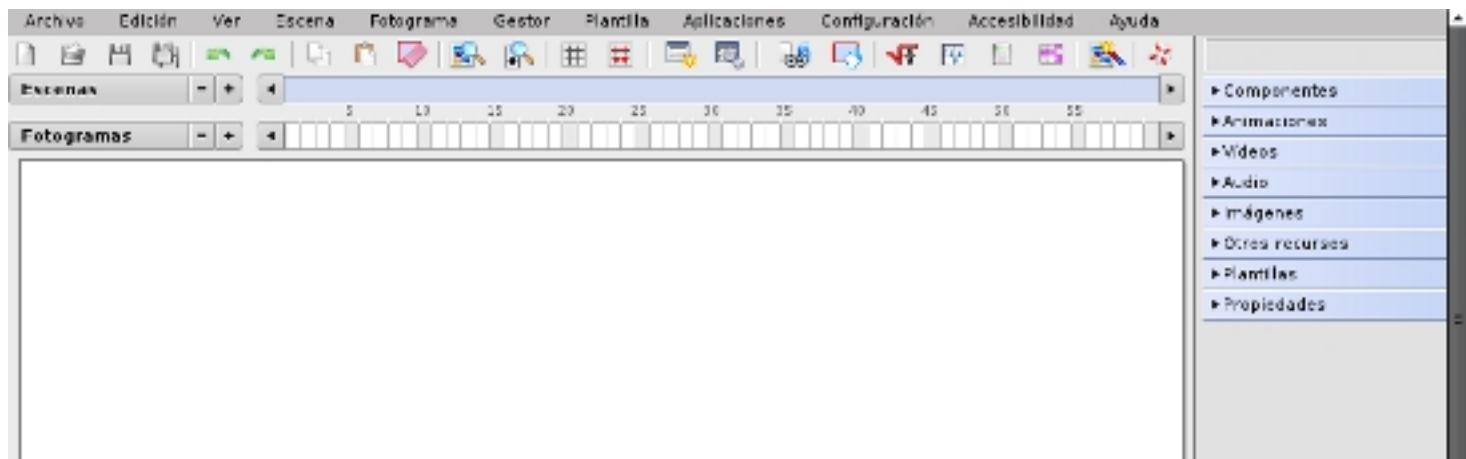 Archivo Edición Ver Escena Fotograma Gestor Plantilla Aplicaciones Configuración Accesibilidad Ayuda
Escenas - +
5 10 15 20 25 30 35 40 45 50 55
Fotogramas - +
Componentes
Animaciones
Vídeos
Audio
Imágenes
Otros recursos
Plantillas
Propiedades